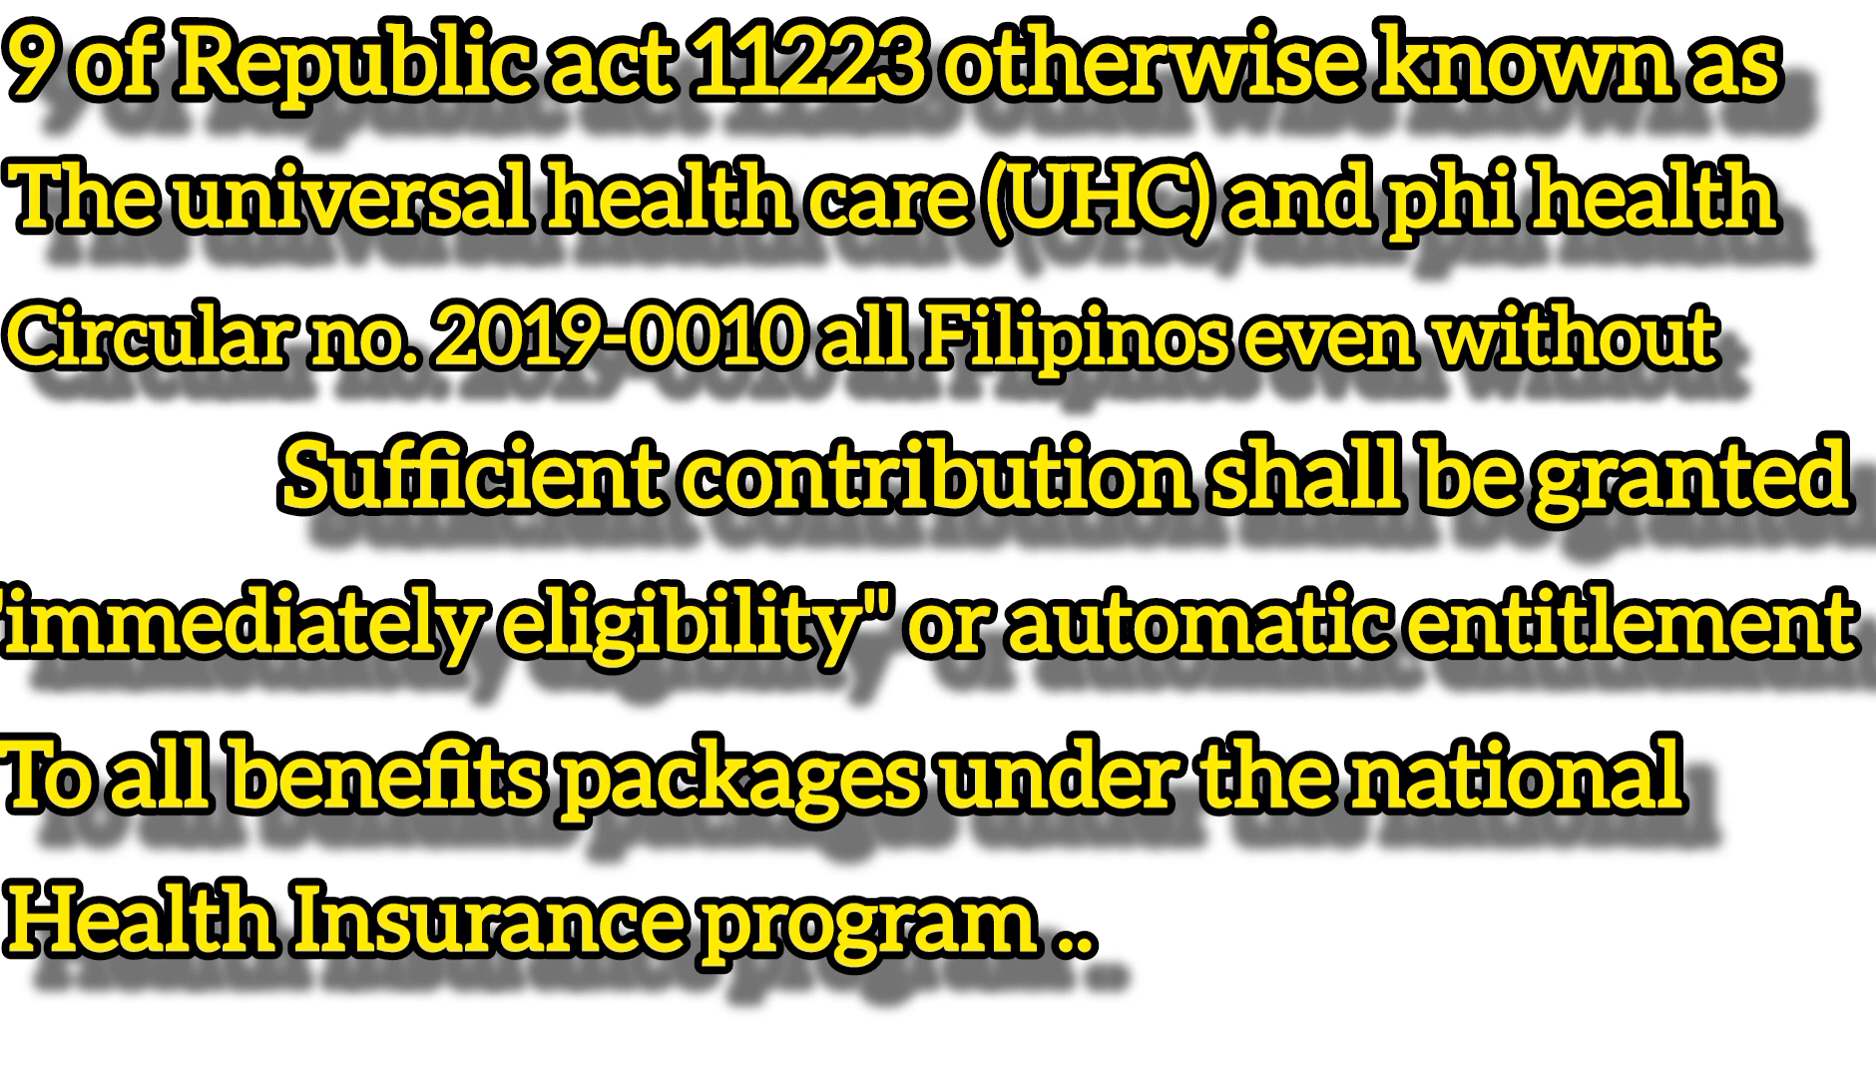 9 of Republic act 11223 otherwise known as
The universal health care (UHC) and phi health
Circular no. 2019-0010 all Filipinos even without
Sufficient contribution shall be granted
"immediately eligibility" or automatic entitlement
To all benefits packages under the national
Health Insurance program ..